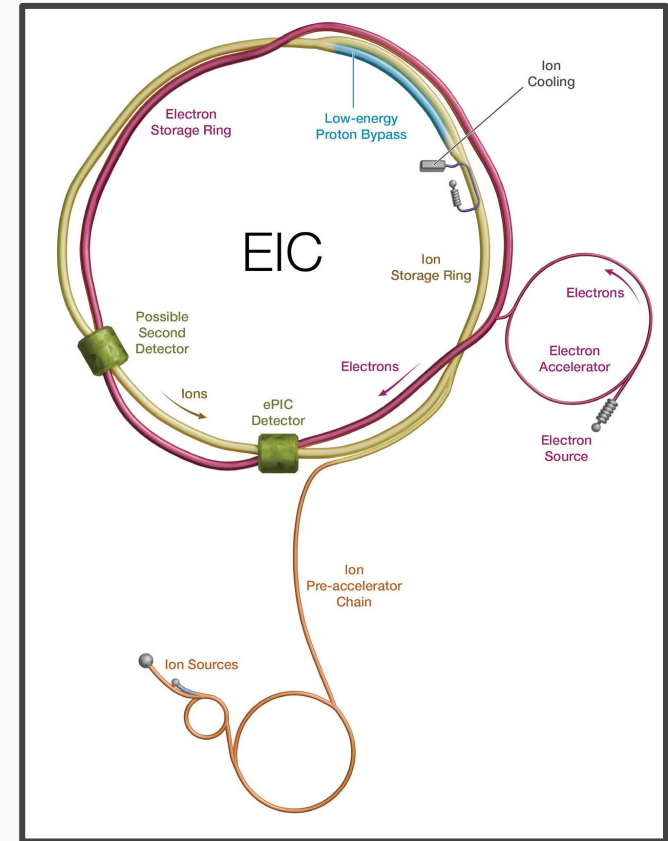 Ion
Cooling
Electron
Storage Ring
Low-energy
Proton Bypass
EIC
Ion
Storage Ring
Electrons
Electron
Accelerator
Electron
Source
Possible
Second
Detector
Electrons
Ions
ePIC
Detector
Ion
Pre-accelerator
Chain
Ion Sources